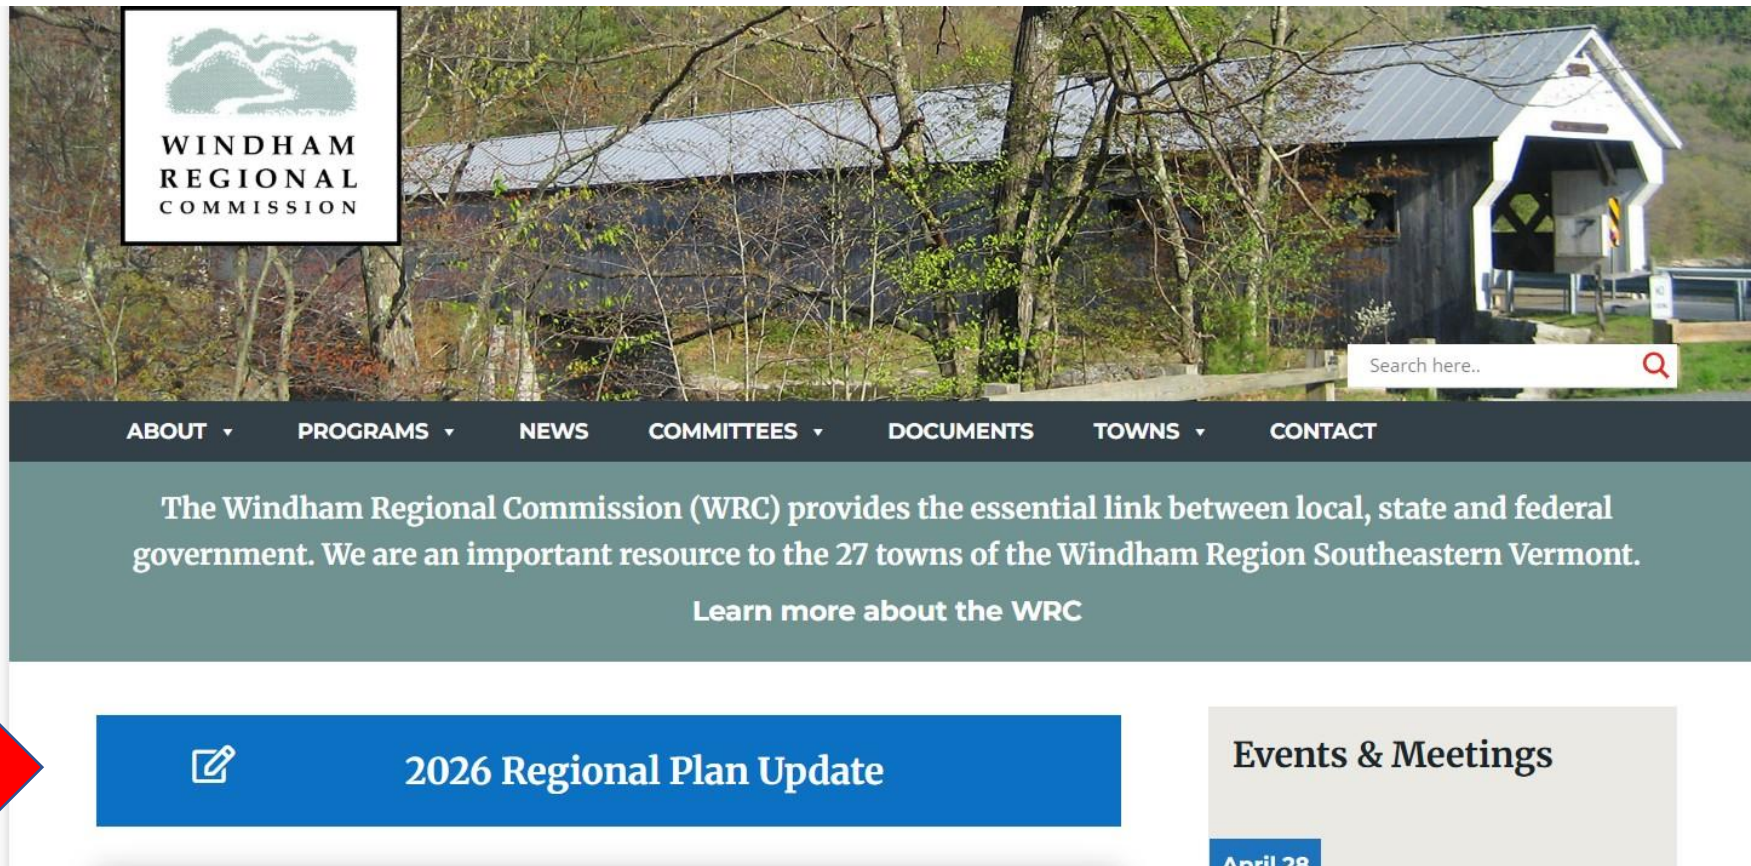 WINDHAM
REGIONAL
COMMISSION
Search here..
ABOUT PROGRAMS NEWS COMMITTEES DOCUMENTS TOWNS CONTACT
The Windham Regional Commission (WRC) provides the essential link between local, state and federal
government. We are an important resource to the 27 towns of the Windham Region Southeastern Vermont.
Learn more about the WRC
2026 Regional Plan Update
Events & Meetings
April 28